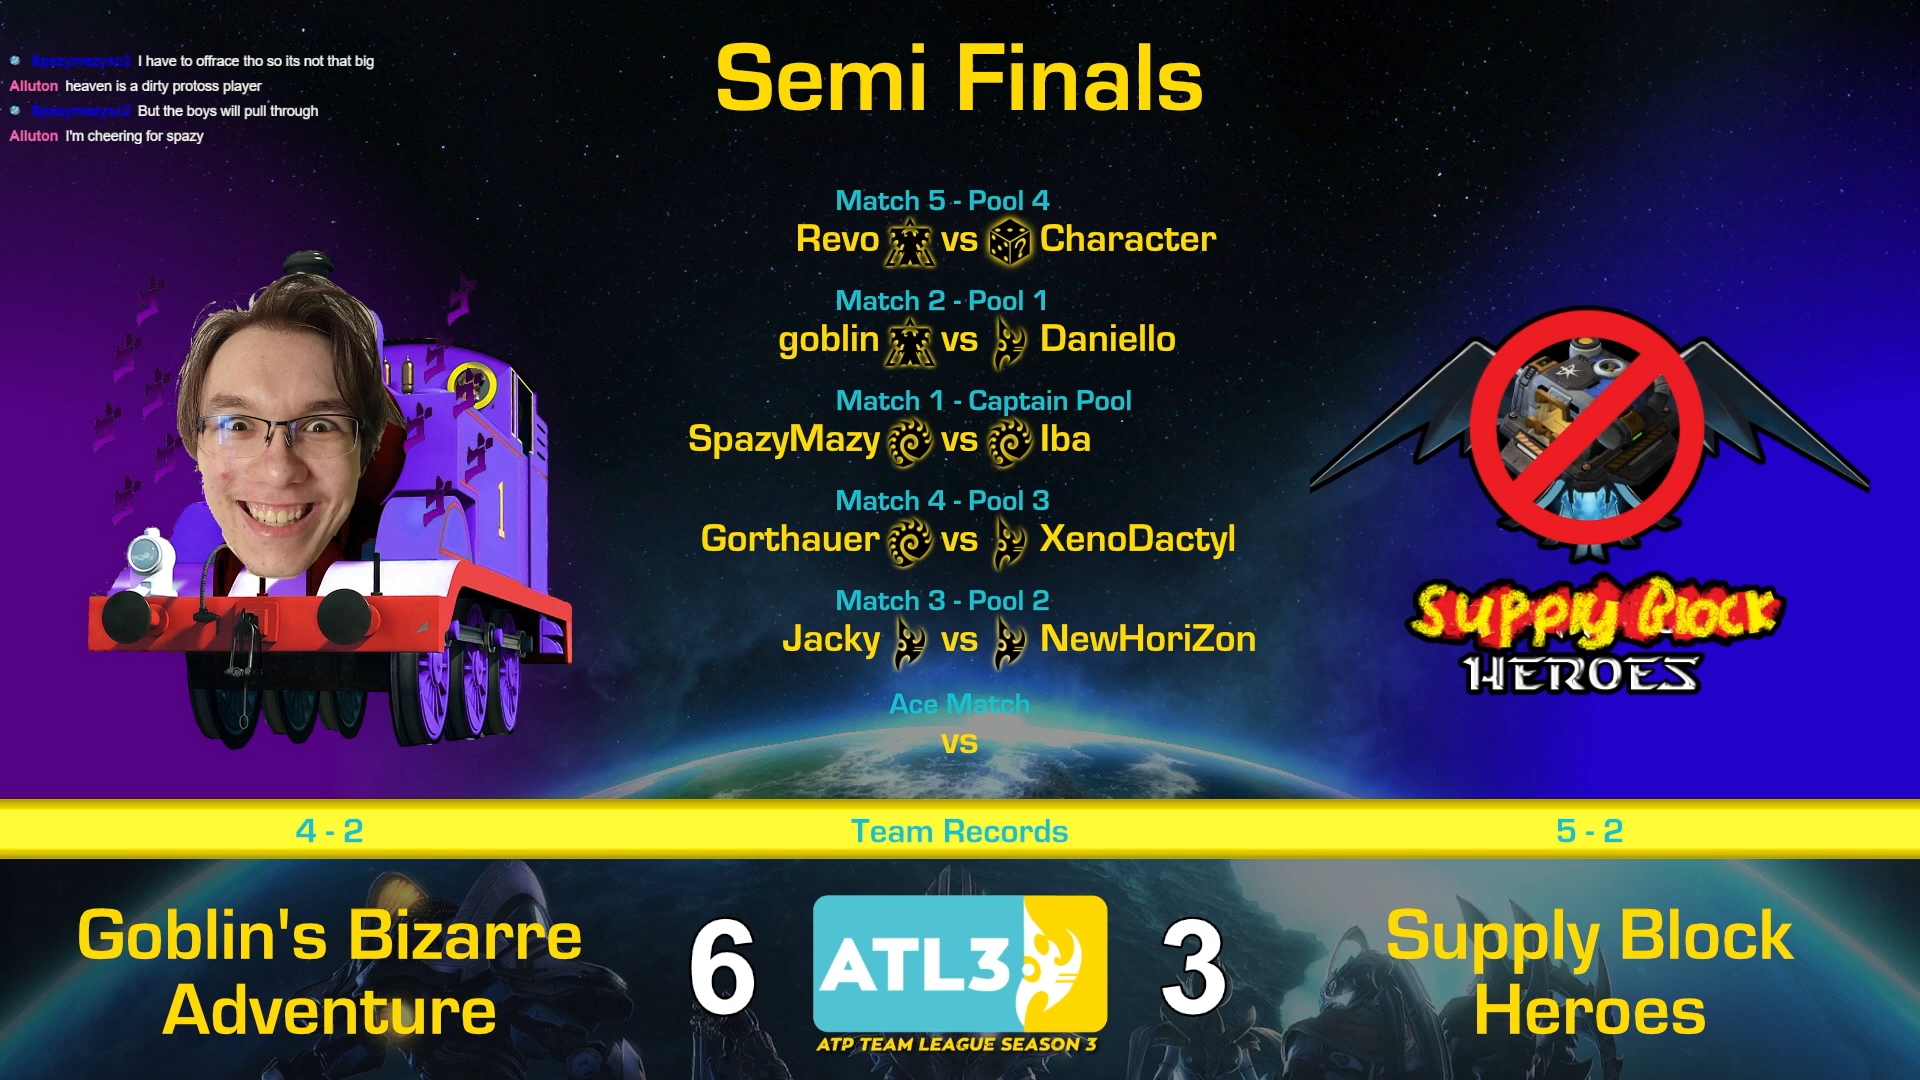 Spazymazysc2 I have to offrace tho so its not that big
Alluton heaven is a dirty protoss player
Spazymazysc2 But the boys will pull through
Alluton I'm cheering for spazy
Semi Finals
Match 5 - Pool 4
Revo vs Character
Match 2 - Pool 1
goblin vs Daniello
Match 1 - Captain Pool
SpazyMazy vs Iba
Match 4 - Pool 3
Gorthauer vs XenoDactyl
Match 3 - Pool 2
Jacky vs NewHoriZon
Ace Match
vs
1
Supply Block
HEROES
4 - 2 Team Records 5 - 2
Goblin's Bizarre
Adventure
6
ATL3
ATP TEAM LEAGUE SEASON 3
3
Supply Block
Heroes